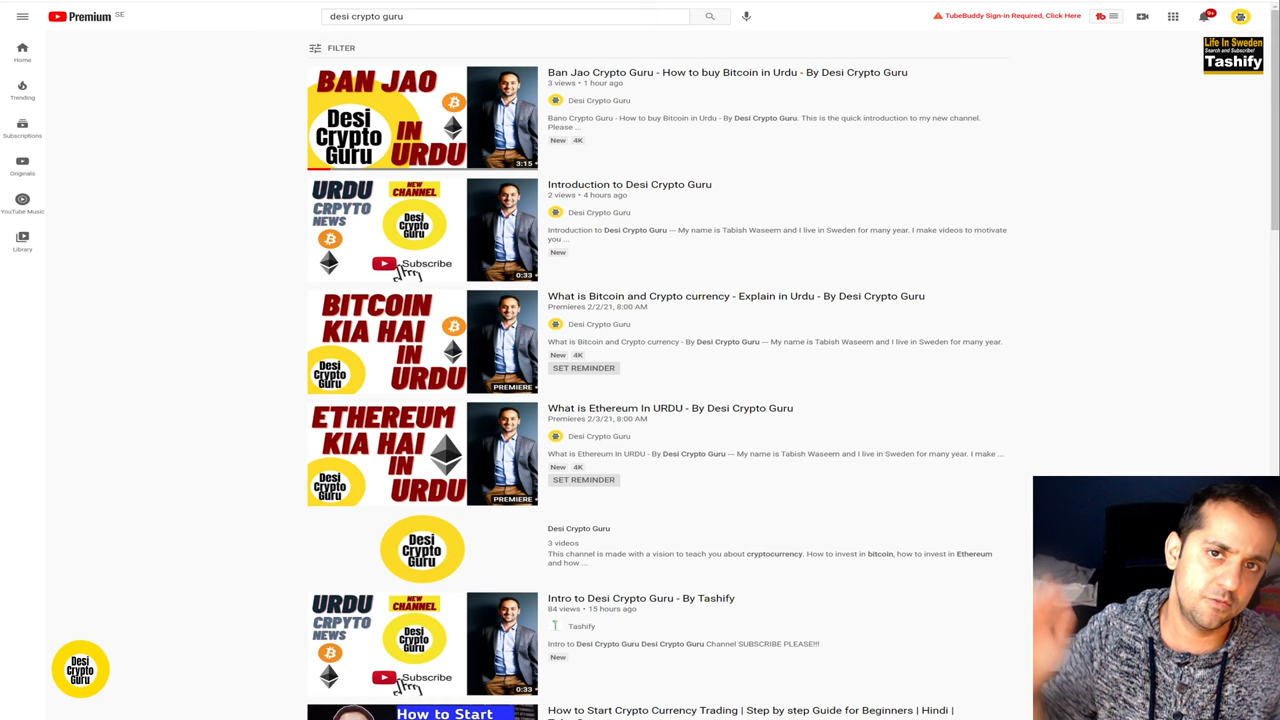 Premium SE
desi crypto guru
TubeBuddy Sign-in Required, Click Here
tb
9+
Life In Sweden
Search and Subscribe!
Tashify
Home
Trending
Subscriptions
Originals
YouTube Music
Library
FILTER
BAN JAO
Desi
Crypto
Guru
IN
URDU
3:15
Ban Jao Crypto Guru - How to buy Bitcoin in Urdu - By Desi Crypto Guru
3 views • 1 hour ago
Desi Crypto Guru
Bano Crypto Guru - How to buy Bitcoin in Urdu - By Desi Crypto Guru. This is the quick introduction to my new channel.
Please ...
New 4K
URDU
CRPYTO
NEWS
NEW
CHANNEL
Desi
Crypto
Guru
Subscribe
0:33
Introduction to Desi Crypto Guru
2 views • 4 hours ago
Desi Crypto Guru
Introduction to Desi Crypto Guru --- My name is Tabish Waseem and I live in Sweden for many year. I make videos to motivate
you ...
New
BITCOIN
KIA HAI
IN
URDU
Desi
Crypto
Guru
PREMIERE
What is Bitcoin and Crypto currency - Explain in Urdu - By Desi Crypto Guru
Premieres 2/2/21, 8:00 AM
Desi Crypto Guru
What is Bitcoin and Crypto currency - By Desi Crypto Guru --- My name is Tabish Waseem and I live in Sweden for many year.
New 4K
SET REMINDER
ETHEREUM
KIA HAI
IN
URDU
Desi
Crypto
Guru
PREMIERE
What is Ethereum In URDU - By Desi Crypto Guru
Premieres 2/3/21, 8:00 AM
Desi Crypto Guru
What is Ethereum In URDU - By Desi Crypto Guru --- My name is Tabish Waseem and I live in Sweden for many year. I make ...
New 4K
SET REMINDER
Desi
Crypto
Guru
Desi Crypto Guru
3 videos
This channel is made with a vision to teach you about cryptocurrency. How to invest in bitcoin, how to invest in Ethereum
and how ...
URDU
CRPYTO
NEWS
NEW
CHANNEL
Desi
Crypto
Guru
Subscribe
0:33
Intro to Desi Crypto Guru - By Tashify
84 views • 15 hours ago
Tashify
Intro to Desi Crypto Guru Desi Crypto Guru Channel SUBSCRIBE PLEASE!!!
New
Desi
Crypto
Guru
How to Start
How to Start Crypto Currency Trading | Step by step Guide for Beginners | Hindi |